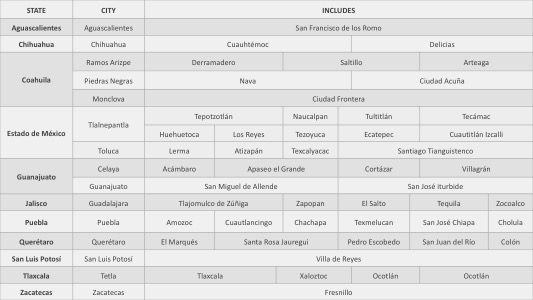 STATE CITY INCLUDES
Aguascalientes Aguascalientes San Francisco de los Romo
Chihuahua Chihuahua Cuauhtémoc Delicias
Coahuila Ramos Arizpe Derramadero Saltillo Arteaga
Piedras Negras Nava Ciudad Acuña
Monclova Ciudad Frontera
Estado de México Tlalnepantla Tepotzotlán Naucalpan Tultitlán Tecámac
Huehuetoca Los Reyes Tezoyuca Ecatepec Cuautitlán Izcalli
Toluca Lerma Atizapán Texcalyacac Santiago Tianguistenco
Guanajuato Celaya Acámbaro Apaseo el Grande Cortázar Villagrán
Guanajuato San Miguel de Allende San José iturbide
Jalisco Guadalajara Tlajomulco de Zúñiga Zapopan El Salto Tequila Zocoalco
Puebla Puebla Amozoc Cuautlancingo Chachapa Texmelucan San José Chiapa Cholula
Querétaro Querétaro El Marqués Santa Rosa Jauregui Pedro Escobedo San Juan del Río Colón
San Luis Potosí San Luis Potosí Villa de Reyes
Tlaxcala Tetla Tlaxcala Xaloztoc Ocotlán Ocotlán
Zacatecas Zacatecas Fresnillo